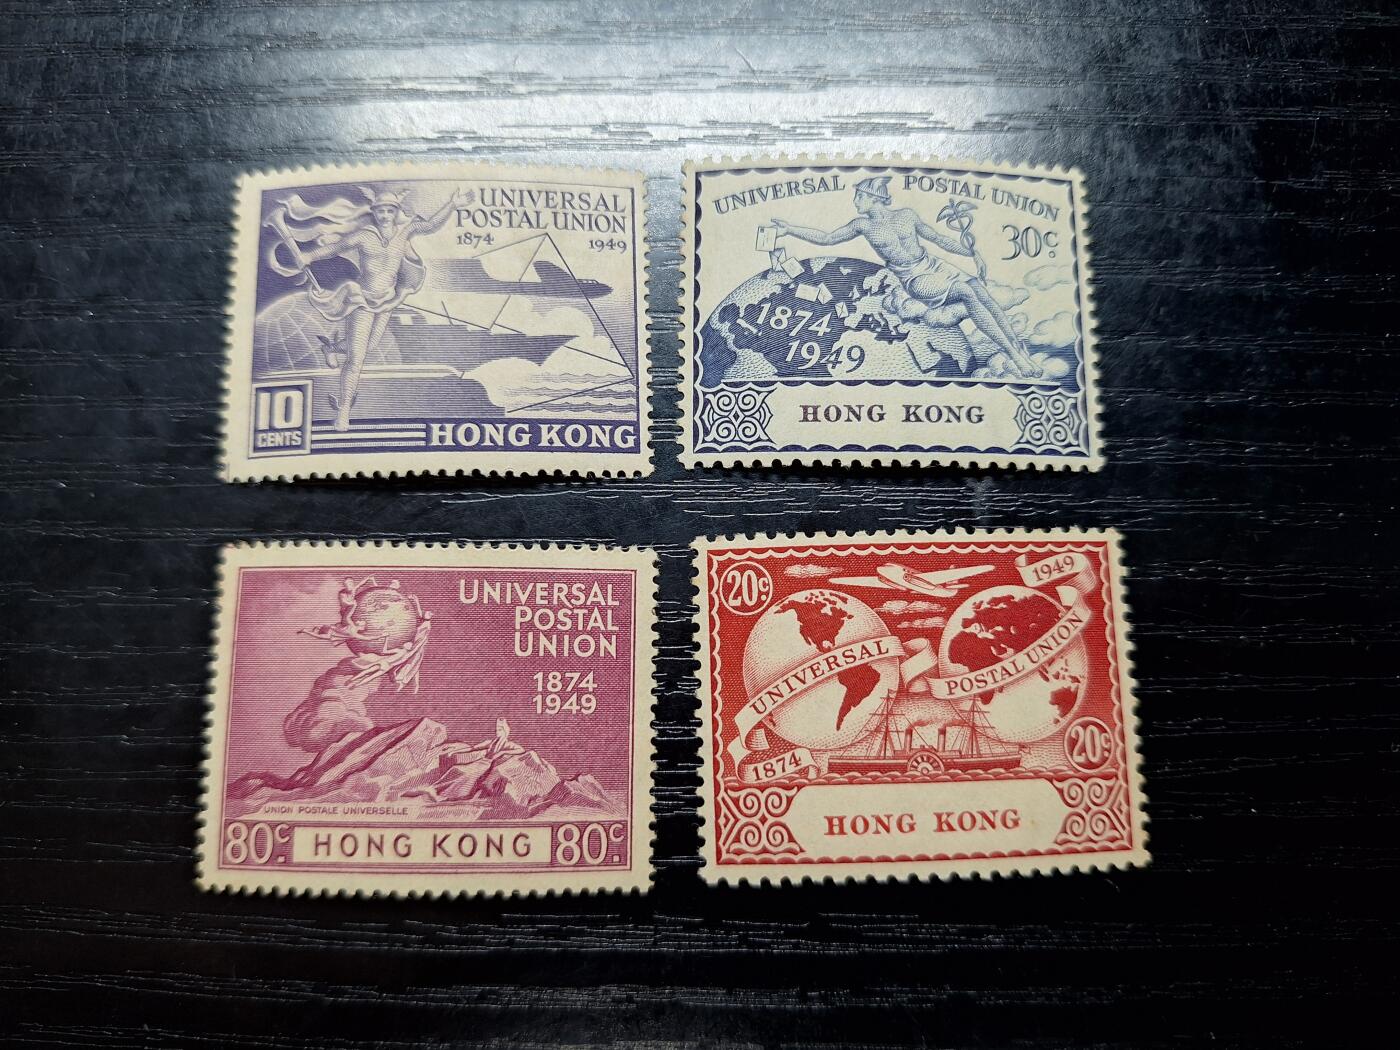 UNIVERSAL
POSTAL UNION
1874 1949
10
CENTS
HONG KONG
UNIVERSAL POSTAL UNION
30c.
1874
1949
HONG KONG
UNIVERSAL
POSTAL
UNION
1874
1949
UNION POSTALE UNIVERSELLE
80c. HONG KONG 80c.
20c.
1949
UNIVERSAL POSTAL UNION
1874
20c.
HONG KONG